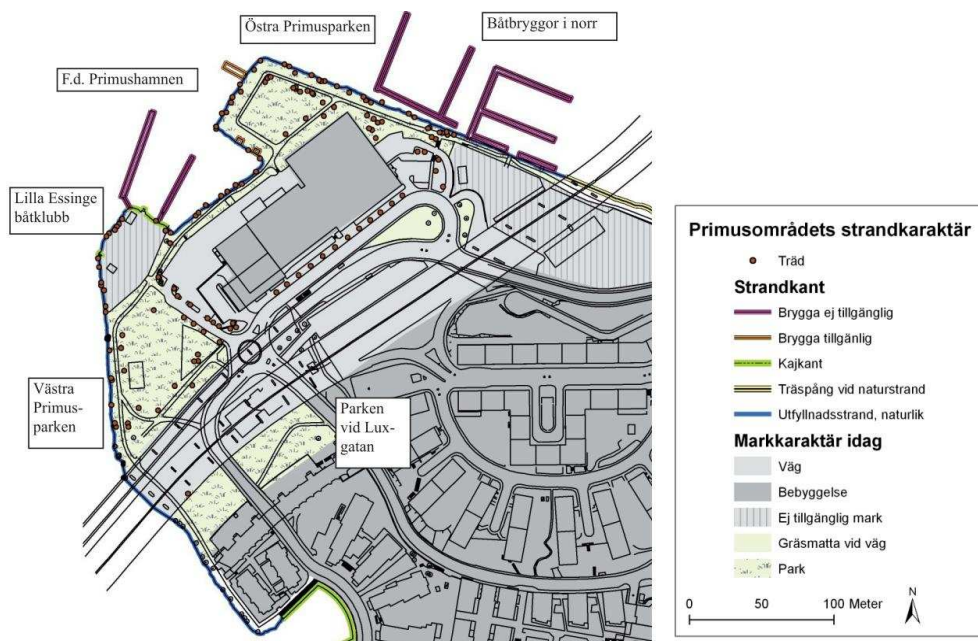 Östra Primusparken
Båtbryggor i norr
F.d. Primushamnen
Lilla Essinge
båtklubb
Västra
Primus-
parken
Parken
vid Lux-
gatan
Primusområdets strandkaraktär
Träd
Strandkant
Brygga ej tillgänglig
Brygga tillgänlig
Kajkant
Träspång vid naturstrand
Utfyllnadsstrand, naturlik
Markkaraktär idag
Väg
Bebyggelse
Ej tillgänglig mark
Gräsmatta vid väg
Park
N
0 50 100 Meter